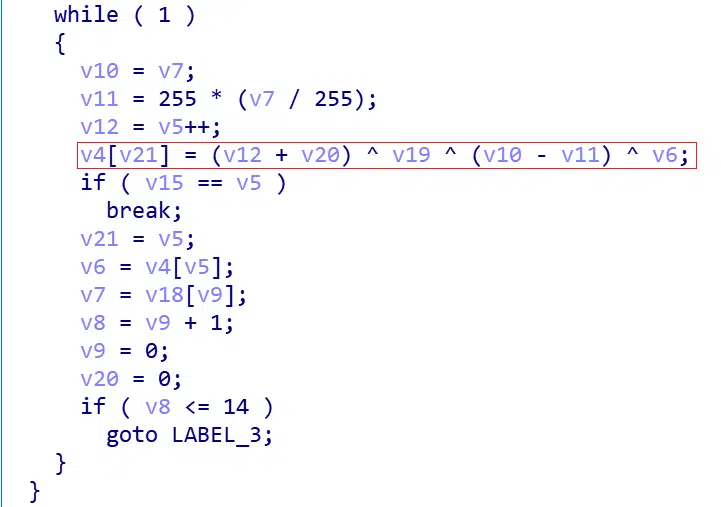 while ( 1 )
{
v10 = v7;
v11 = 255 * (v7 / 255);
v12 = v5++;
v4[v21] = (v12 + v20) ^ v19 ^ (v10 - v11) ^ v6;
if ( v15 == v5 )
break;
v21 = v5;
v6 = v4[v5];
v7 = v18[v9];
v8 = v9 + 1;
v9 = 0;
v20 = 0;
if ( v8 <= 14 )
goto LABEL_3;
}
}